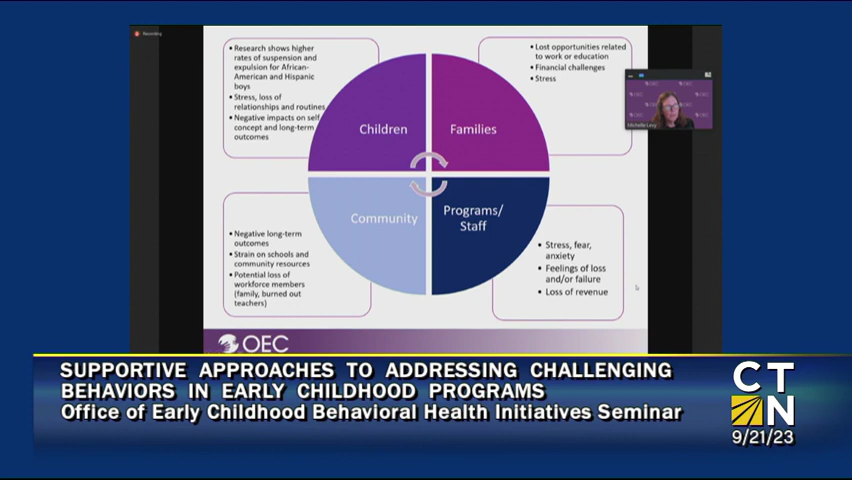 Recording
• Research shows higher
rates of suspension and
expulsion for African-
American and Hispanic
boys
• Stress, loss of
relationships and routines
• Negative impacts on self
concept and long-term
outcomes
• Lost opportunities related
to work or education
• Financial challenges
• Stress
OEC
Michelle Levy
Children
Families
Community
Programs/
Staff
• Negative long-term
outcomes
• Strain on schools and
community resources
• Potential loss of
workforce members
(family, burned out
teachers)
• Stress, fear,
anxiety
• Feelings of loss
and/or failure
• Loss of revenue
OEC
SUPPORTIVE APPROACHES TO ADDRESSING CHALLENGING
BEHAVIORS IN EARLY CHILDHOOD PROGRAMS
Office of Early Childhood Behavioral Health Initiatives Seminar
CT
N
9/21/23